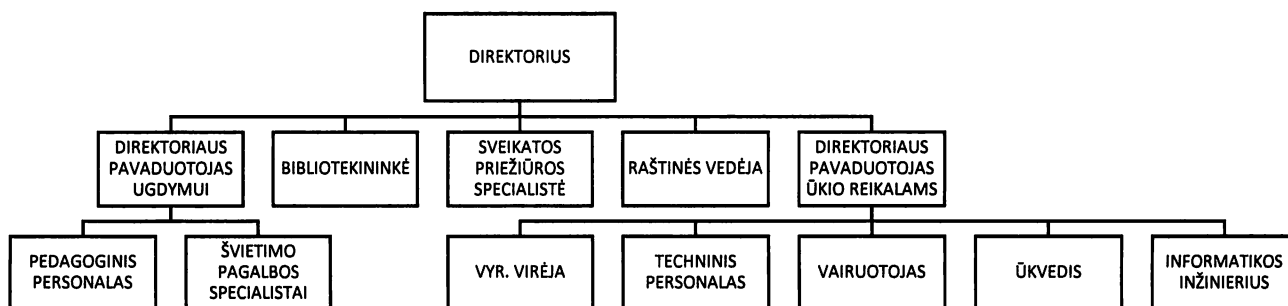 DIREKTORIUS
DIREKTORIAUS
PAVADUOTOJAS
UGDYMUI
BIBLIOTEKININKĖ
SVEIKATOS
PRIEŽIŪROS
SPECIALISTĖ
RAŠTINĖS VEDĖJA
DIREKTORIAUS
PAVADUOTOJAS
ŪKIO REIKALAMS
PEDAGOGINIS
PERSONALAS
ŠVIETIMO
PAGALBOS
SPECIALISTAI
VYR. VIRĖJA
TECHNINIS
PERSONALAS
VAIRUOTOJAS
ŪKVEDIS
INFORMATIKOS
INŽINIERIUS